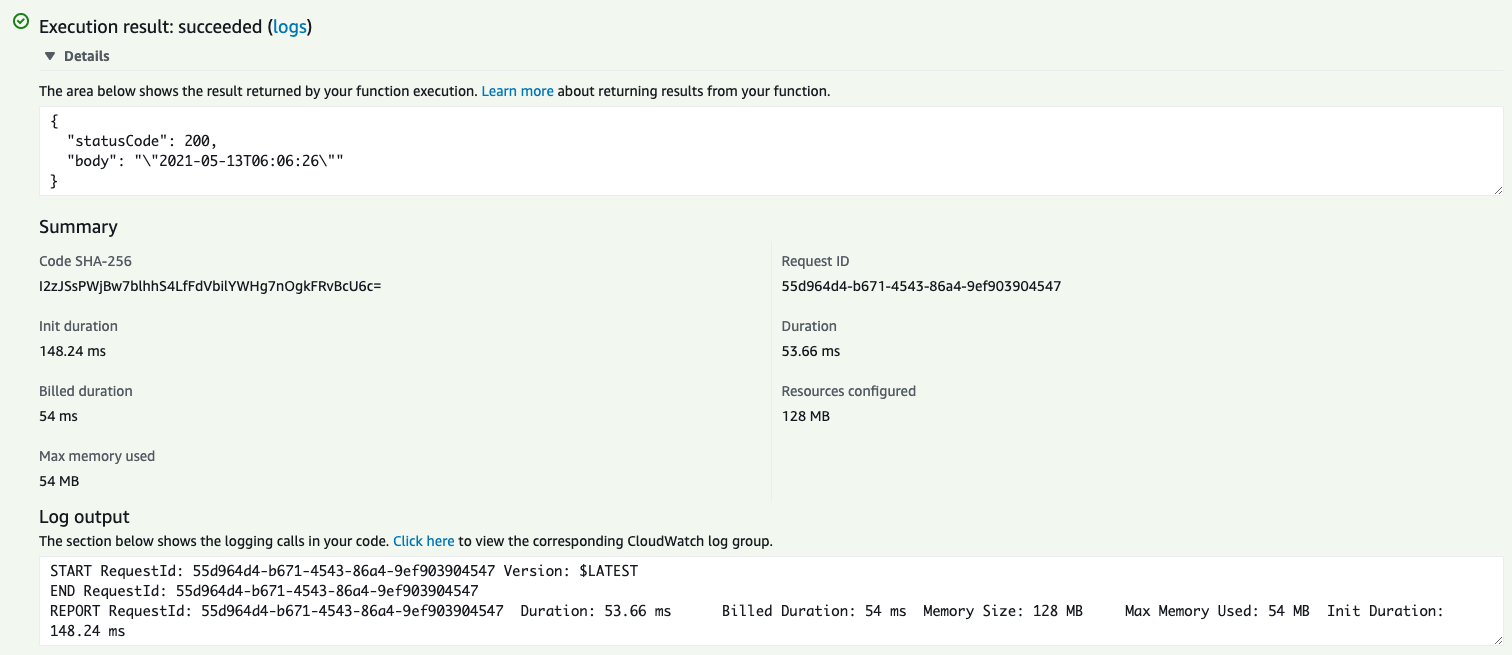 Execution result: succeeded (logs)
Details
The area below shows the result returned by your function execution. Learn more about returning results from your function.
{
  "statusCode": 200,
  "body": "\"2021-05-13T06:06:26\""
}
Summary
Code SHA-256
I2zJSsPWjBw7blhhS4LfFdVbilYWHg7nOgkFRvBcU6c=
Request ID
55d964d4-b671-4543-86a4-9ef903904547
Init duration
148.24 ms
Duration
53.66 ms
Billed duration
54 ms
Resources configured
128 MB
Max memory used
54 MB
Log output
The section below shows the logging calls in your code. Click here to view the corresponding CloudWatch log group.
START RequestId: 55d964d4-b671-4543-86a4-9ef903904547 Version: $LATEST
END RequestId: 55d964d4-b671-4543-86a4-9ef903904547
REPORT RequestId: 55d964d4-b671-4543-86a4-9ef903904547  Duration: 53.66 ms      Billed Duration: 54 ms  Memory Size: 128 MB     Max Memory Used: 54 MB  Init Duration:
148.24 ms